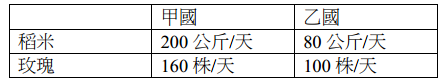 甲國 乙國
稻米 200 公斤/天 80 公斤/天
玫瑰 160 株/天 100 株/天